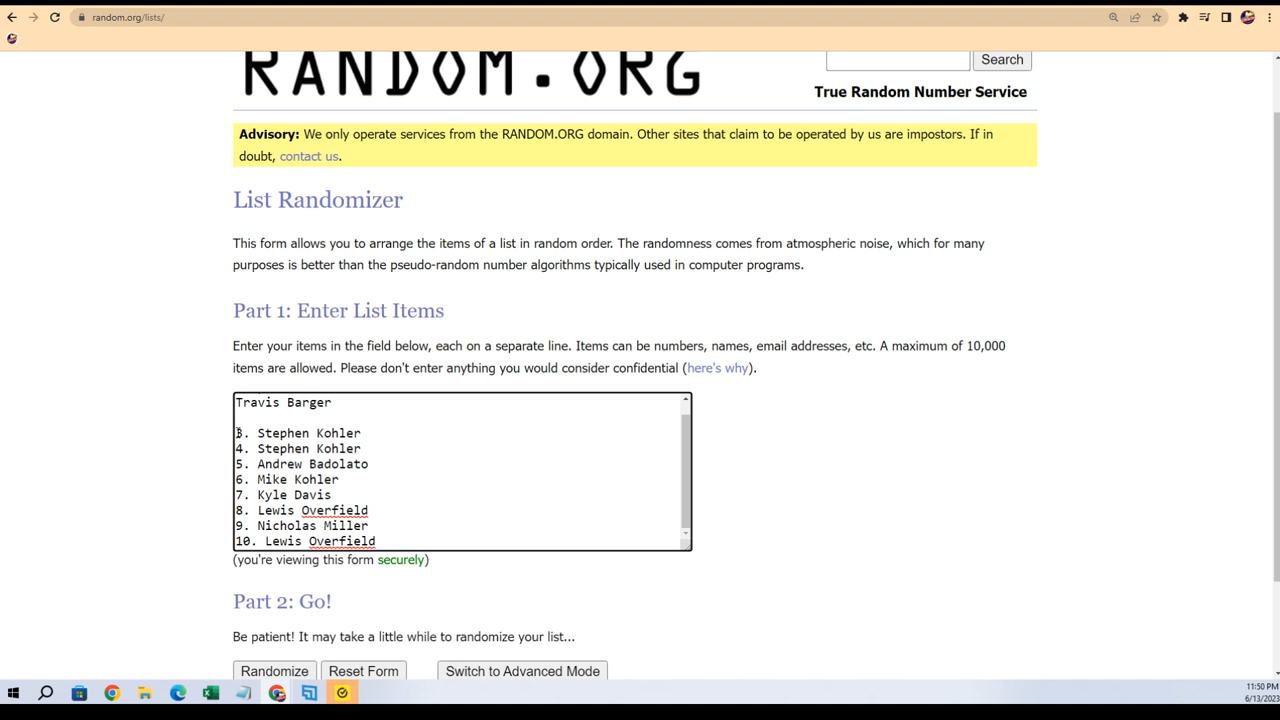 random.org/lists/
RANDOM.ORG
Search
True Random Number Service
Advisory: We only operate services from the RANDOM.ORG domain. Other sites that claim to be operated by us are impostors. If in
doubt, contact us.
List Randomizer
This form allows you to arrange the items of a list in random order. The randomness comes from atmospheric noise, which for many
purposes is better than the pseudo-random number algorithms typically used in computer programs.
Part 1: Enter List Items
Enter your items in the field below, each on a separate line. Items can be numbers, names, email addresses, etc. A maximum of 10,000
items are allowed. Please don't enter anything you would consider confidential (here's why).
Travis Barger
3. Stephen Kohler
4. Stephen Kohler
5. Andrew Badolato
6. Mike Kohler
7. Kyle Davis
8. Lewis Overfield
9. Nicholas Miller
10. Lewis Overfield
(you're viewing this form securely)
Part 2: Go!
Be patient! It may take a little while to randomize your list...
Randomize Reset Form Switch to Advanced Mode
11:50 PM
6/13/2023